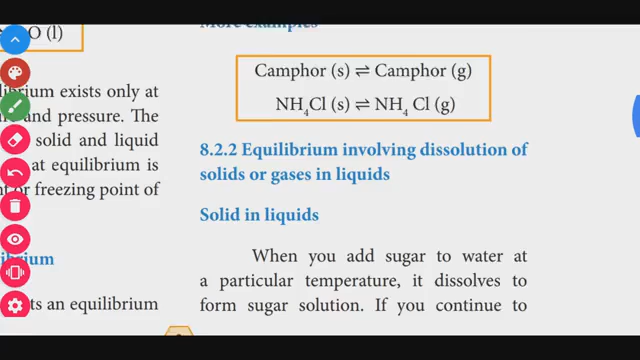 More examples
O (l)
Camphor (s) ⇌ Camphor (g)
NH₄Cl (s) ⇌ NH₄ Cl (g)
exists only at
and pressure. The
solid and liquid
at equilibrium is
or freezing point of
8.2.2 Equilibrium involving dissolution of
solids or gases in liquids
Solid in liquids
an equilibrium
When you add sugar to water at
a particular temperature, it dissolves to
form sugar solution. If you continue to